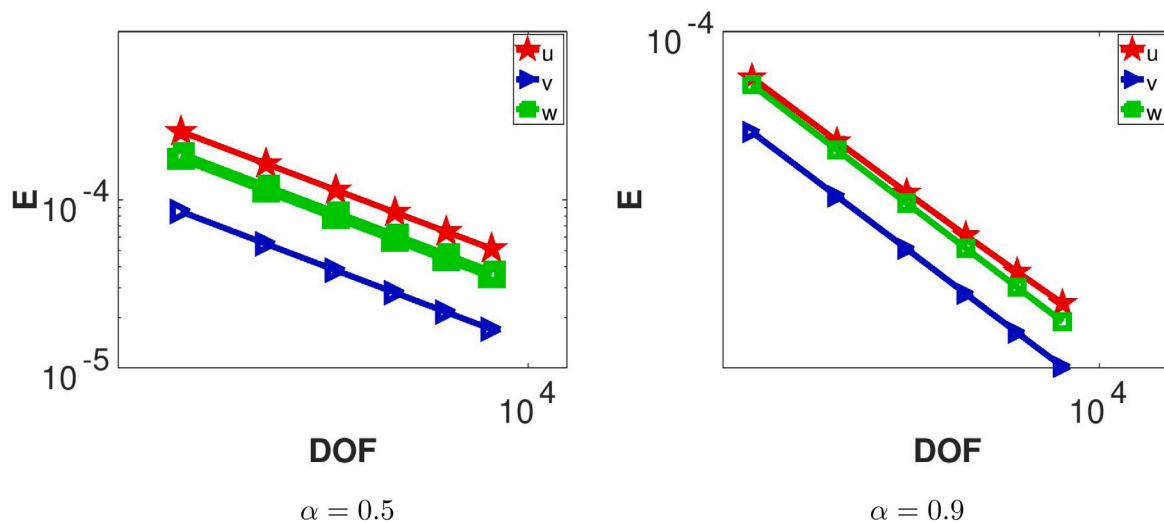 10^-4
u
v
w
u
v
w
E
10^-4
E
10^-5
10^4
10^4
DOF
DOF
α = 0.5
α = 0.9